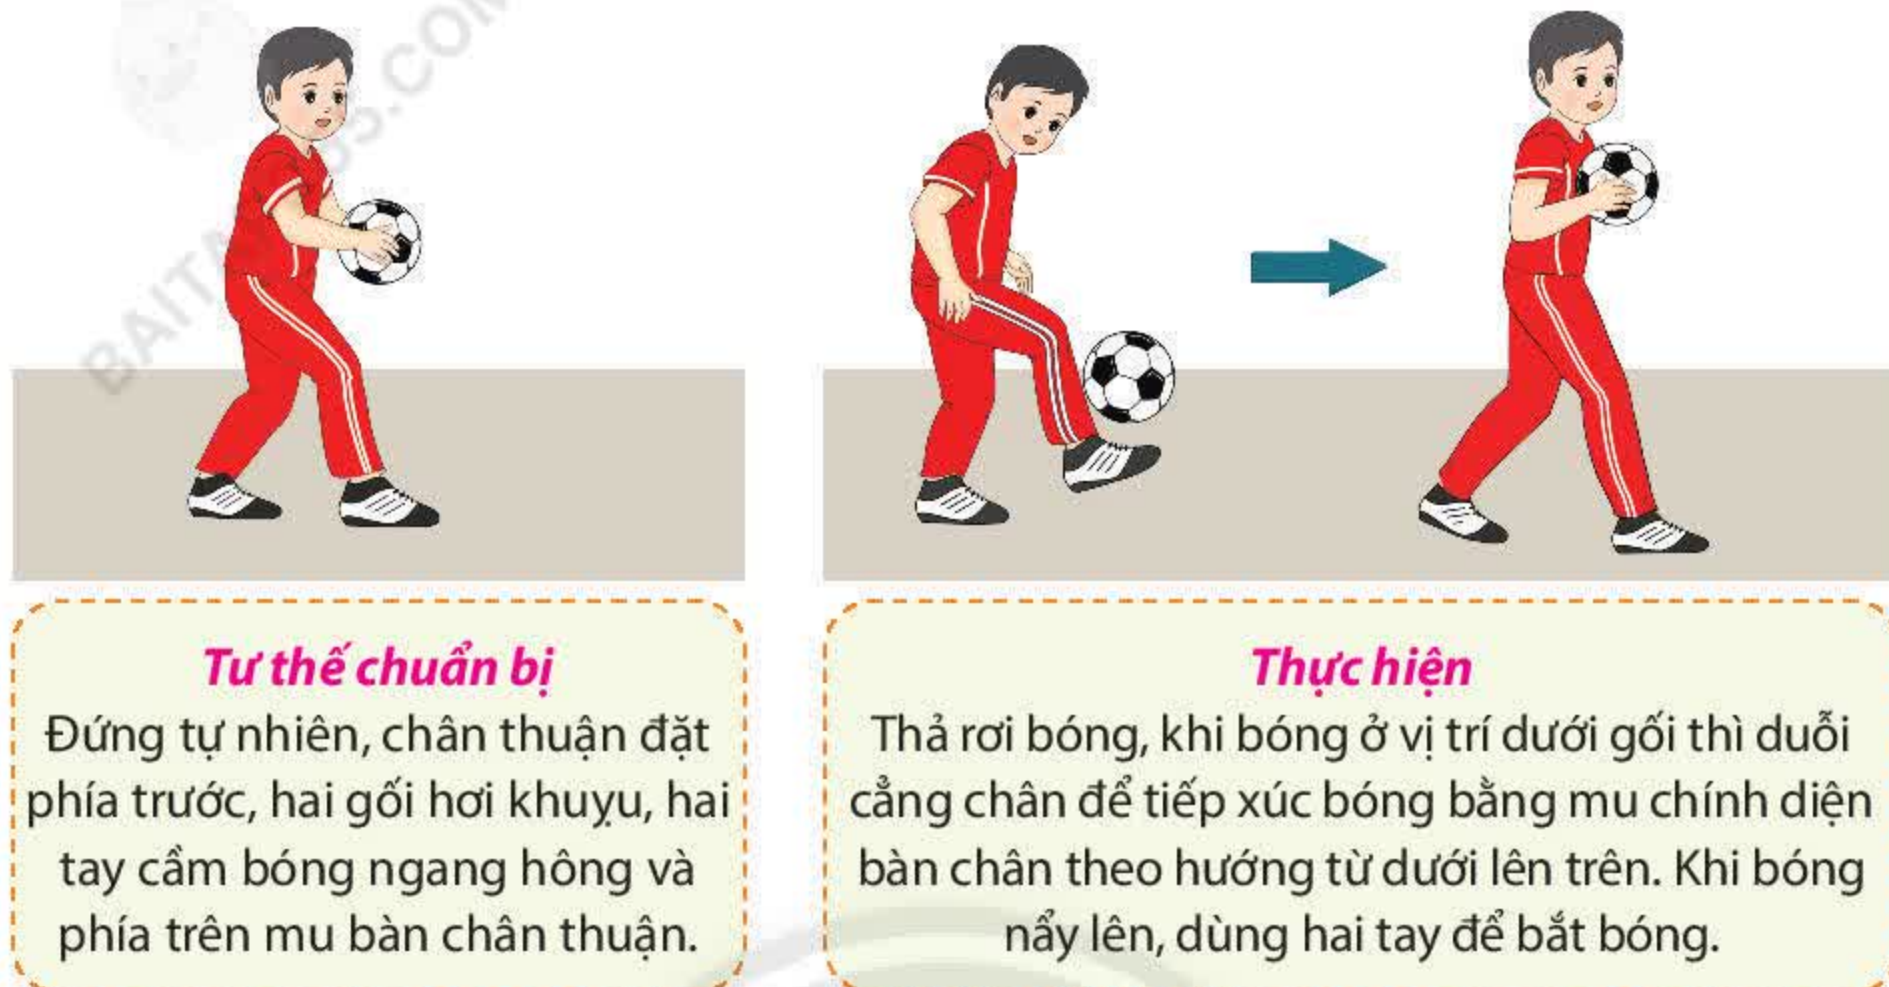 Tư thế chuẩn bị
Đứng tự nhiên, chân thuận đặt
phía trước, hai gối hơi khuỵu, hai
tay cầm bóng ngang hông và
phía trên mu bàn chân thuận.
Thực hiện
Thả rơi bóng, khi bóng ở vị trí dưới gối thì duỗi
cẳng chân để tiếp xúc bóng bằng mu chính diện
bàn chân theo hướng từ dưới lên trên. Khi bóng
nẩy lên, dùng hai tay để bắt bóng.